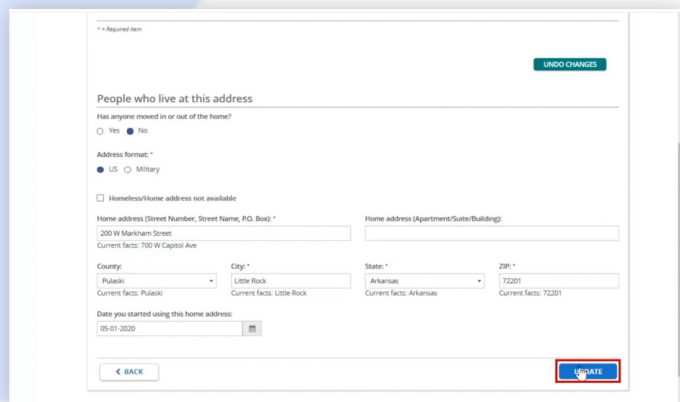 * = Required item
UNDO CHANGES
People who live at this address
Has anyone moved in or out of the home?
Yes No
Address format: *
US Military
Homeless/Home address not available
Home address (Street Number, Street Name, P.O. Box): * Home address (Apartment/Suite/Building):
200 W Markham Street
Current facts: 700 W Capitol Ave
County: City: * State: * ZIP: *
Pulaski Little Rock Arkansas 72201
Current facts: Pulaski Current facts: Little Rock Current facts: Arkansas Current facts: 72201
Date you started using this home address:
05-01-2020
< BACK UPDATE